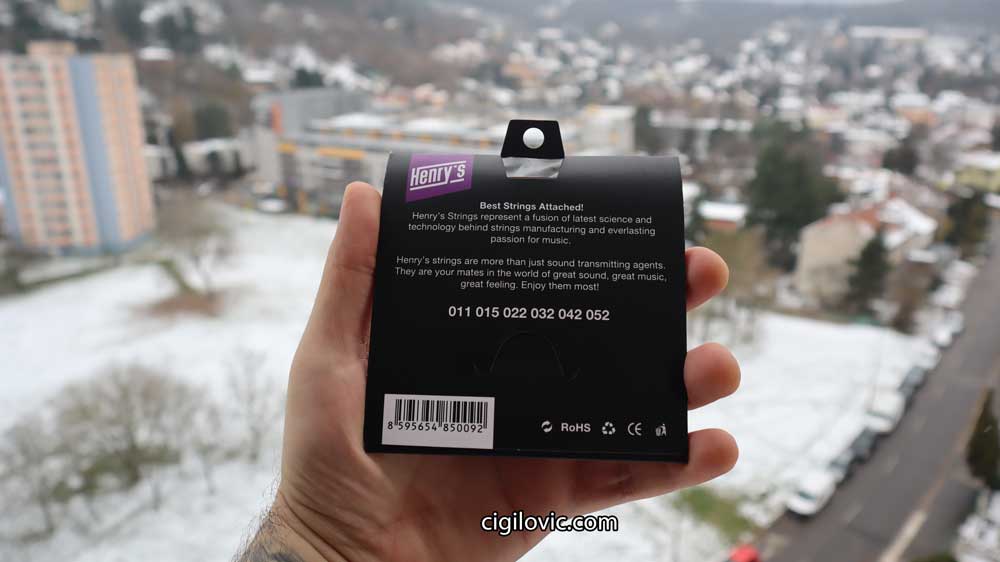 Henry's
Best Strings Attached!
Henry's Strings represent a fusion of latest science and
technology behind strings manufacturing and everlasting
passion for music.
Henry's strings are more than just sound transmitting agents.
They are your mates in the world of great sound, great music,
great feeling. Enjoy them most!
011 015 022 032 042 052
8 595654 850092
RoHS
CE
cigilovic.com